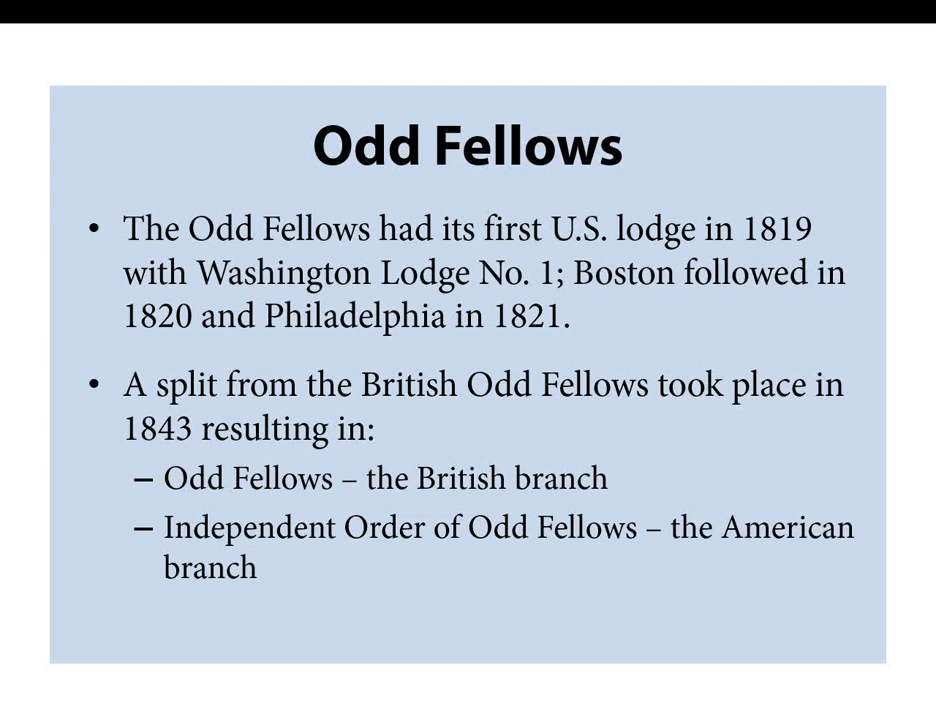 Odd Fellows
• The Odd Fellows had its first U.S. lodge in 1819
with Washington Lodge No. 1; Boston followed in
1820 and Philadelphia in 1821.
• A split from the British Odd Fellows took place in
1843 resulting in:
– Odd Fellows – the British branch
– Independent Order of Odd Fellows – the American
branch